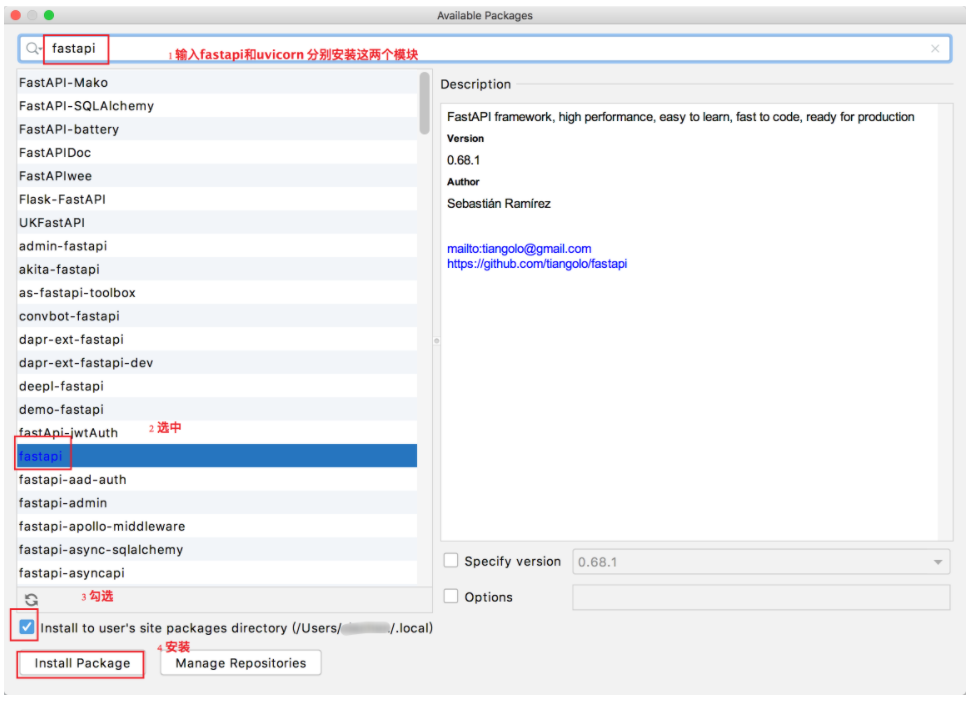 Available Packages
fastapi
1 输入fastapi和uvicorn 分别安装这两个模块
FastAPI-Mako
FastAPI-SQLAlchemy
FastAPI-battery
FastAPIDoc
FastAPIwee
Flask-FastAPI
UKFastAPI
admin-fastapi
akita-fastapi
as-fastapi-toolbox
convbot-fastapi
dapr-ext-fastapi
dapr-ext-fastapi-dev
deepl-fastapi
demo-fastapi
fastApi-jwtAuth
2 选中
fastapi
fastapi-aad-auth
fastapi-admin
fastapi-apollo-middleware
fastapi-async-sqlalchemy
fastapi-asyncapi
3 勾选
Install to user's site packages directory (/Users/ /.local)
4 安装
Install Package
Manage Repositories
Description
FastAPI framework, high performance, easy to learn, fast to code, ready for production
Version
0.68.1
Author
Sebastián Ramírez
mailto:tiangolo@gmail.com
https://github.com/tiangolo/fastapi
Specify version
0.68.1
Options